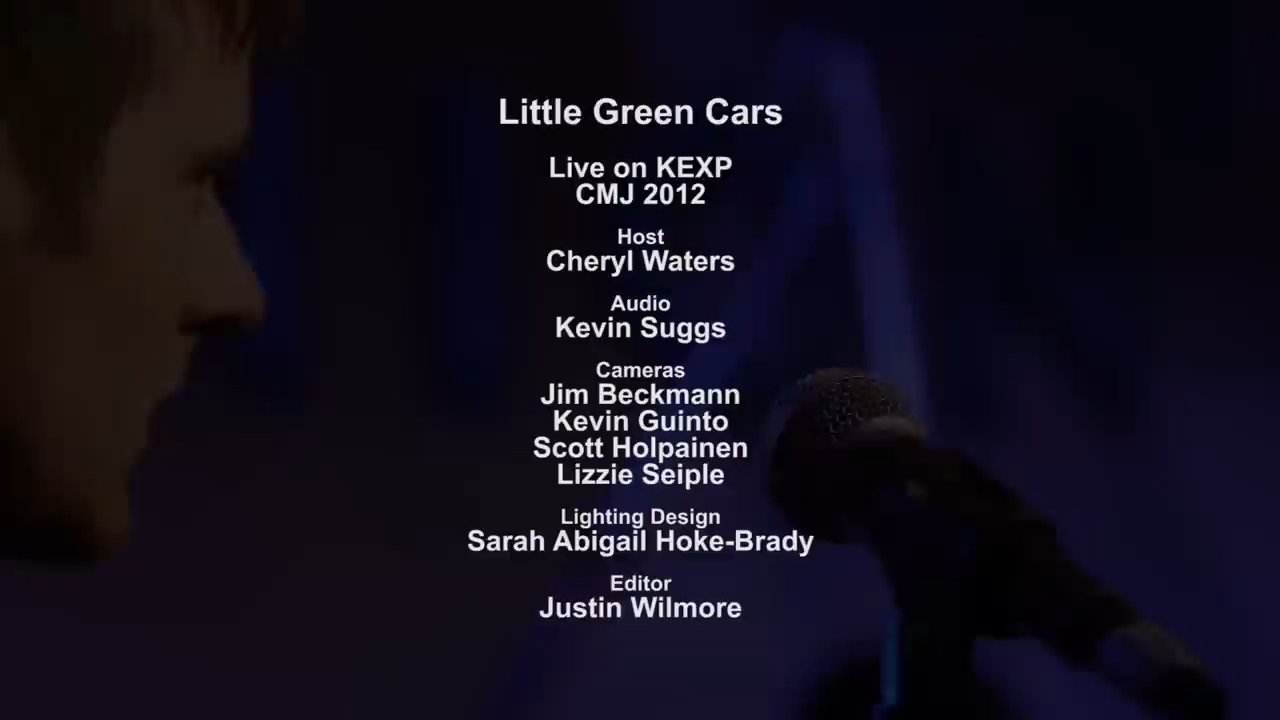 Little Green Cars
Live on KEXP
CMJ 2012
Host
Cheryl Waters
Audio
Kevin Suggs
Cameras
Jim Beckmann
Kevin Guinto
Scott Holpainen
Lizzie Seiple
Lighting Design
Sarah Abigail Hoke-Brady
Editor
Justin Wilmore